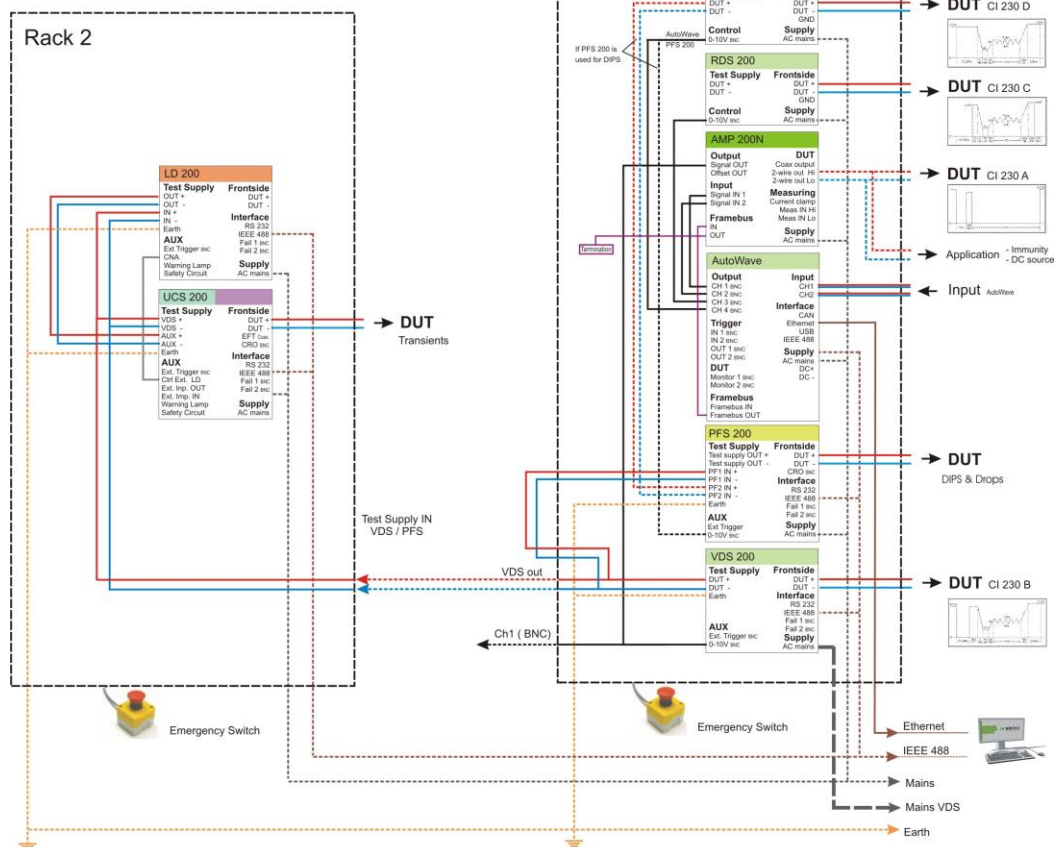 Rack 2
LD 200
Test Supply Frontside
OUT + DUT +
OUT - DUT -
IN + Interface
IN - RS 232
Earth IEEE 488
AUX Fail 1 BNC
Ext Trigger BNC Fail 2 BNC
CNA
Warning Lamp Supply
Safety Circuit AC mains
UCS 200
Test Supply Frontside
VDS + DUT +
VDS - DUT -
AUX + EFT Coax.
AUX - CRO BNC
Earth Interface
AUX RS 232
Ext. Trigger BNC IEEE 488
Ctrl Ext. LD Fail 1 BNC
Ext. Imp. OUT Fail 2 BNC
Ext. Imp. IN
Warning Lamp Supply
Safety Circuit AC mains
DUT
Transients
Test Supply IN
VDS / PFS
Emergency Switch
DUT + DUT +
DUT - DUT -
GND
Control Supply
0-10V BNC AC mains
AutoWave
PFS 200
If PFS 200 is
used for DIPS
DUT CI 230 D
RDS 200
Test Supply Frontside
DUT + DUT +
DUT - DUT -
GND
Control Supply
0-10V BNC AC mains
DUT CI 230 C
AMP 200N
Output DUT
Signal OUT Coax output
Offset OUT 2-wire out Hi
2-wire out Lo
Input Measuring
Signal IN 1 Current clamp
Signal IN 2 Meas IN Hi
Meas IN Lo
Framebus
IN Supply
OUT AC mains
Termination
DUT CI 230 A
Application - Immunity
- DC source
AutoWave
Output Input
CH 1 BNC CH1
CH 2 BNC CH2
CH 3 BNC Interface
CH 4 BNC CAN
Trigger Ethernet
IN 1 BNC USB
IN 2 BNC IEEE 488
OUT 1 BNC Supply
OUT 2 BNC AC mains
DUT DC+
Monitor 1 BNC DC -
Monitor 2 BNC
Framebus
Framebus IN
Framebus OUT
Input AutoWave
PFS 200
Test Supply Frontside
Test supply OUT + DUT +
Test supply OUT - DUT -
PF1 IN + CRO BNC
PF1 IN - Interface
PF2 IN + RS 232
PF2 IN - IEEE 488
Earth Fail 1 BNC
AUX Fail 2 BNC
Ext Trigger Supply
0-10V BNC AC mains
DUT
DIPS & Drops
VDS out
VDS 200
Test Supply Frontside
DUT + DUT +
DUT - DUT -
Earth Interface
RS 232
IEEE 488
Fail 1 BNC
AUX Fail 2 BNC
Ext. Trigger BNC Supply
0-10V BNC AC mains
DUT CI 230 B
Ch1 ( BNC)
Emergency Switch
Ethernet
IEEE 488
Mains
Mains VDS
Earth